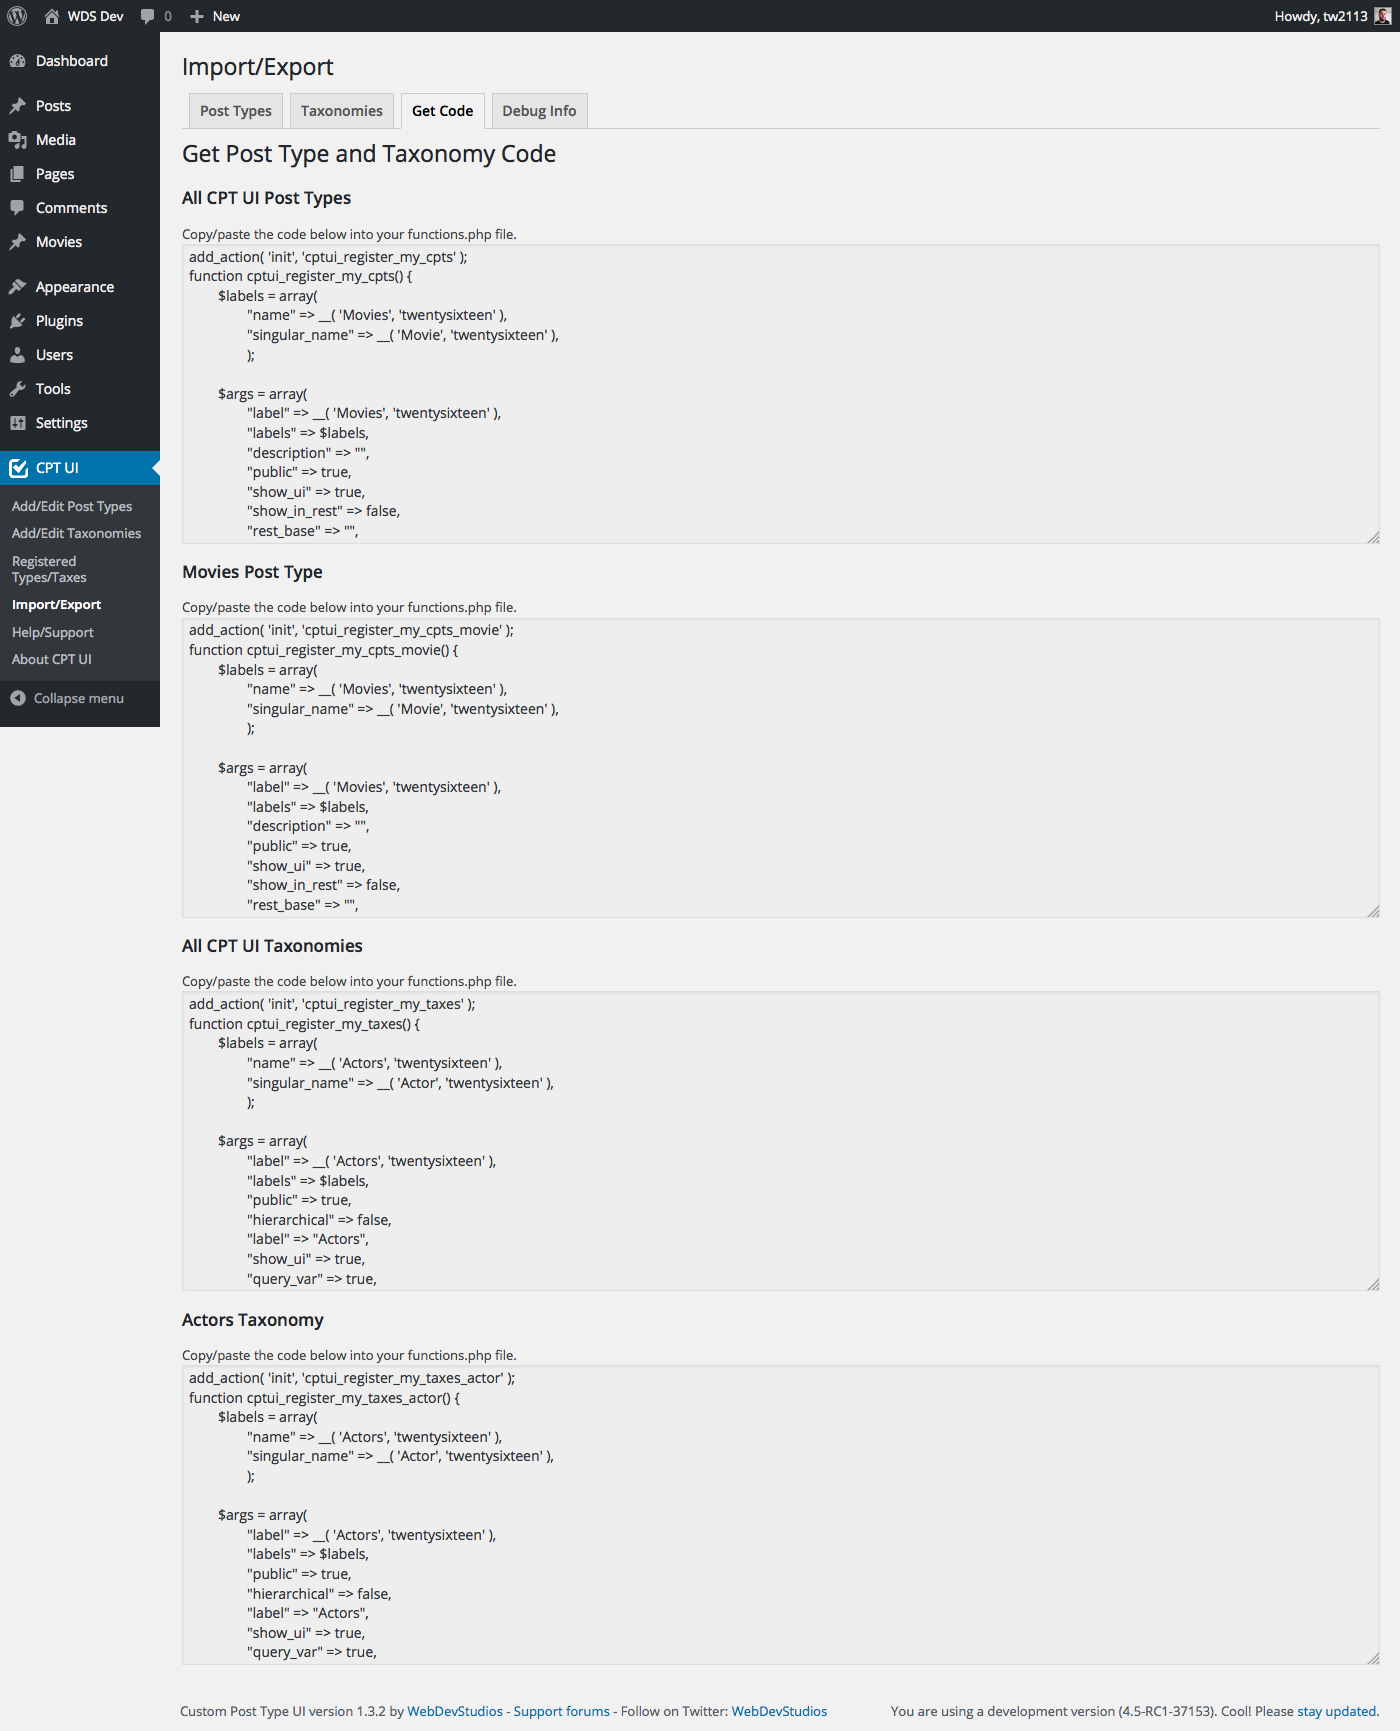 WDS Dev 0 New Howdy, tw2113
Dashboard
Posts
Media
Pages
Comments
Movies
Appearance
Plugins
Users
Tools
Settings
CPT UI
Add/Edit Post Types
Add/Edit Taxonomies
Registered
Types/Taxes
Import/Export
Help/Support
About CPT UI
Collapse menu
Import/Export
Post Types Taxonomies Get Code Debug Info
Get Post Type and Taxonomy Code
All CPT UI Post Types
Copy/paste the code below into your functions.php file.
add_action( 'init', 'cptui_register_my_cpts' );
function cptui_register_my_cpts() {
$labels = array(
"name" => __( 'Movies', 'twentysixteen' ),
"singular_name" => __( 'Movie', 'twentysixteen' ),
);
$args = array(
"label" => __( 'Movies', 'twentysixteen' ),
"labels" => $labels,
"description" => "",
"public" => true,
"show_ui" => true,
"show_in_rest" => false,
"rest_base" => "",
Movies Post Type
Copy/paste the code below into your functions.php file.
add_action( 'init', 'cptui_register_my_cpts_movie' );
function cptui_register_my_cpts_movie() {
$labels = array(
"name" => __( 'Movies', 'twentysixteen' ),
"singular_name" => __( 'Movie', 'twentysixteen' ),
);
$args = array(
"label" => __( 'Movies', 'twentysixteen' ),
"labels" => $labels,
"description" => "",
"public" => true,
"show_ui" => true,
"show_in_rest" => false,
"rest_base" => "",
All CPT UI Taxonomies
Copy/paste the code below into your functions.php file.
add_action( 'init', 'cptui_register_my_taxes' );
function cptui_register_my_taxes() {
$labels = array(
"name" => __( 'Actors', 'twentysixteen' ),
"singular_name" => __( 'Actor', 'twentysixteen' ),
);
$args = array(
"label" => __( 'Actors', 'twentysixteen' ),
"labels" => $labels,
"public" => true,
"hierarchical" => false,
"label" => "Actors",
"show_ui" => true,
"query_var" => true,
Actors Taxonomy
Copy/paste the code below into your functions.php file.
add_action( 'init', 'cptui_register_my_taxes_actor' );
function cptui_register_my_taxes_actor() {
$labels = array(
"name" => __( 'Actors', 'twentysixteen' ),
"singular_name" => __( 'Actor', 'twentysixteen' ),
);
$args = array(
"label" => __( 'Actors', 'twentysixteen' ),
"labels" => $labels,
"public" => true,
"hierarchical" => false,
"label" => "Actors",
"show_ui" => true,
"query_var" => true,
Custom Post Type UI version 1.3.2 by WebDevStudios - Support forums - Follow on Twitter: WebDevStudios You are using a development version (4.5-RC1-37153). Cool! Please stay updated.